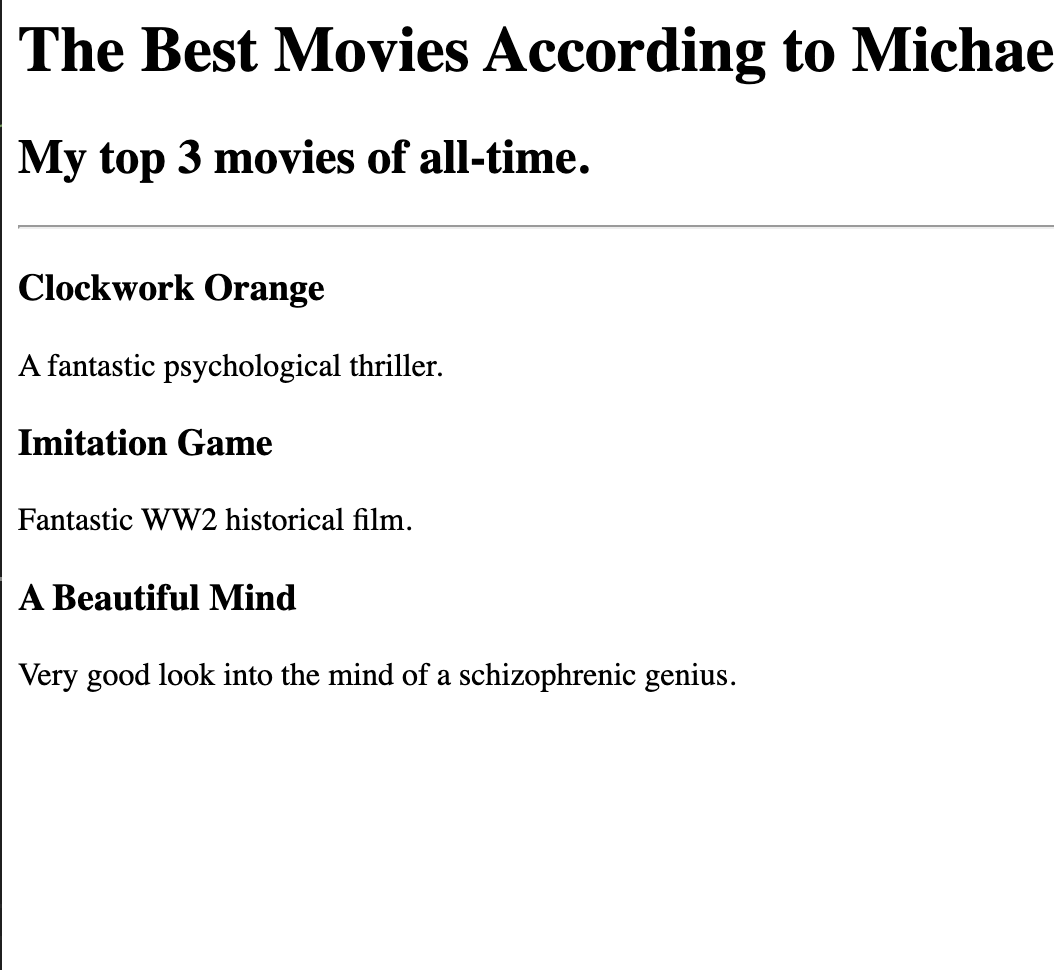 The Best Movies According to Michae
My top 3 movies of all-time.
Clockwork Orange
A fantastic psychological thriller.
Imitation Game
Fantastic WW2 historical film.
A Beautiful Mind
Very good look into the mind of a schizophrenic genius.